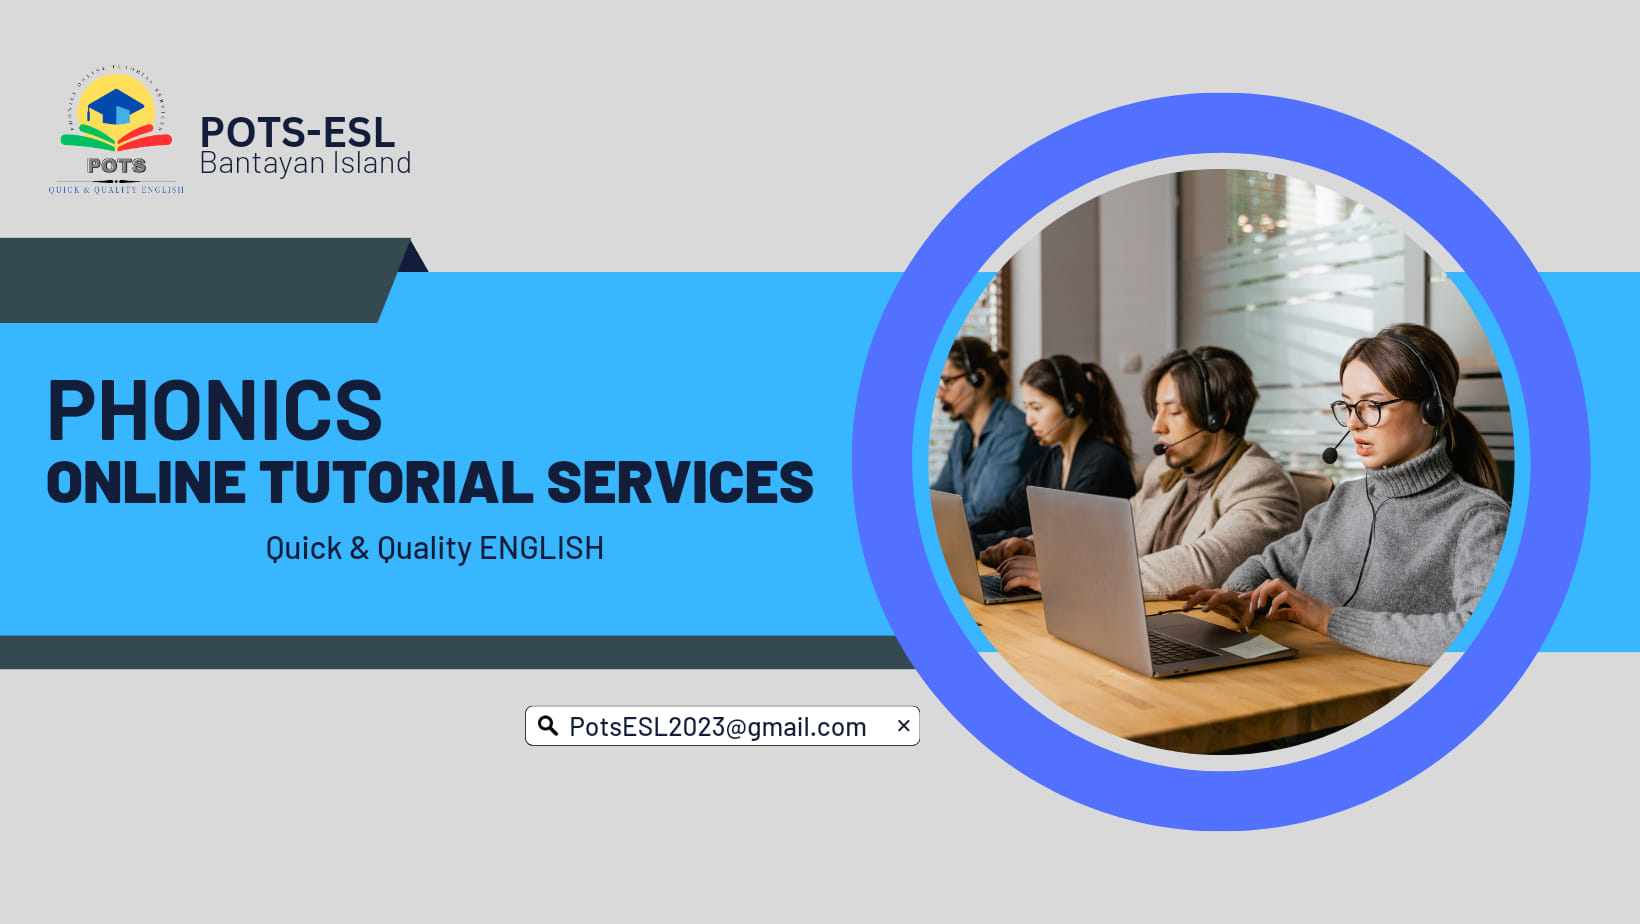 PHONICS ONLINE TUTORIAL SERVICES
POTS
QUICK & QUALITY ENGLISH
POTS-ESL
Bantayan Island
PHONICS
ONLINE TUTORIAL SERVICES
Quick & Quality ENGLISH
PotsESL2023@gmail.com